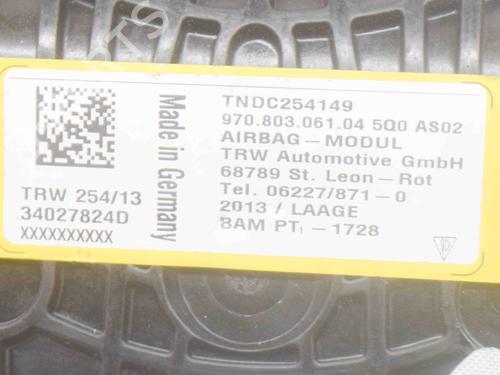 TRW 254/13
34027824D
XXXXXXXXXX
Made in Germany
TNDC254149
970.803.061.04 5Q0 AS02
AIRBAG-MODUL
TRW Automotive GmbH
68789 St. Leon-Rot
Tel. 06227/871-0
2013 / LAAGE
BAM PT₁ -1728